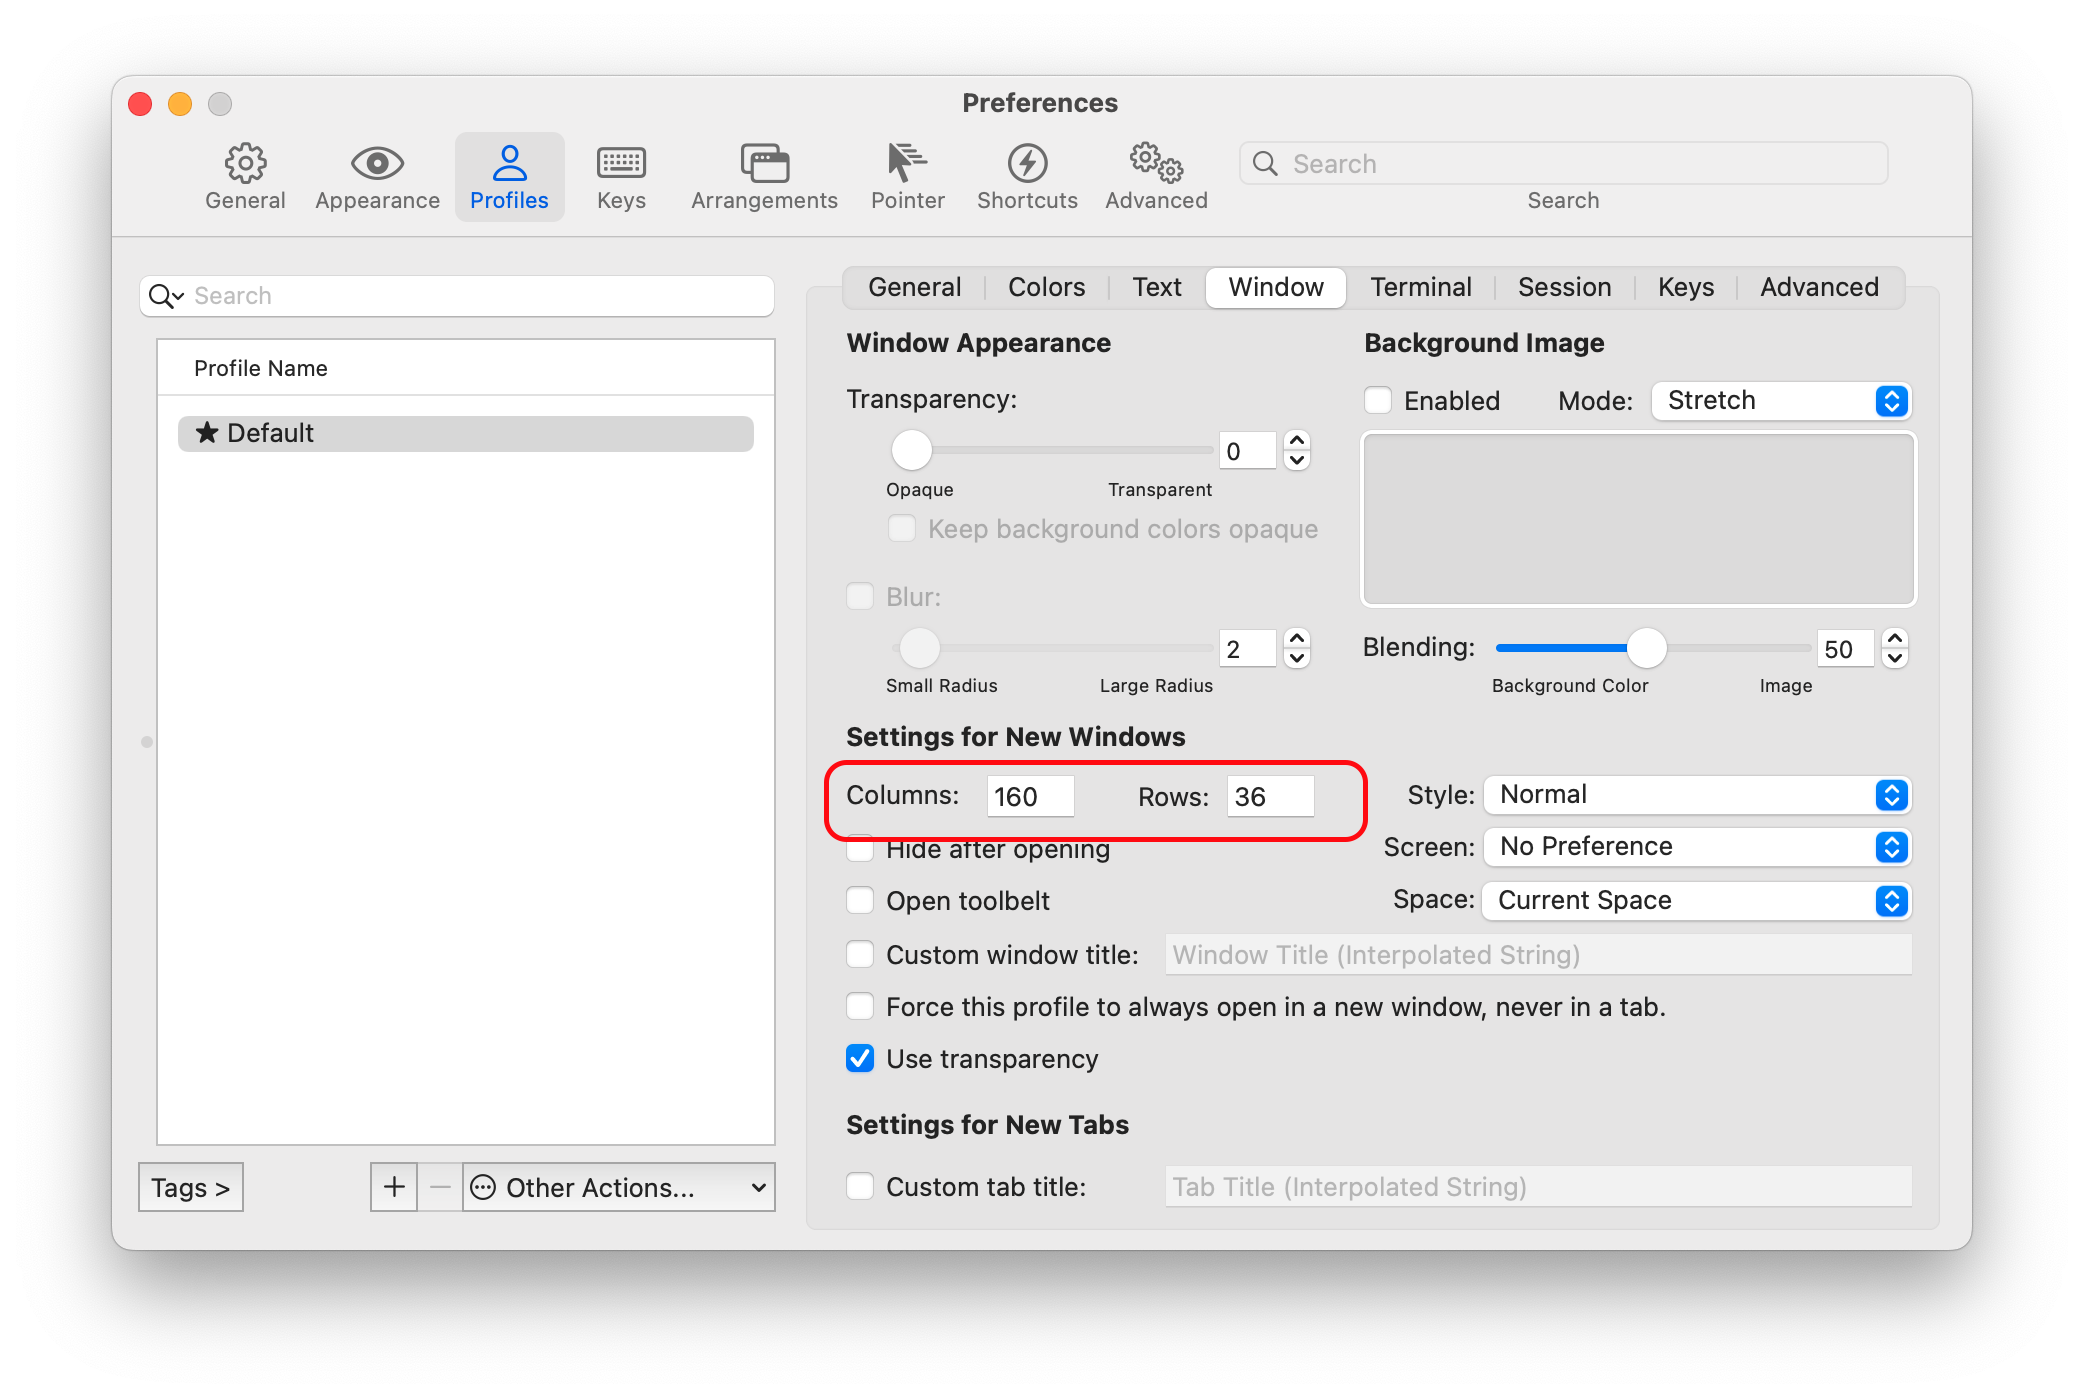 Preferences
General
Appearance
Profiles
Keys
Arrangements
Pointer
Shortcuts
Advanced
Search
Search
Search
Profile Name
★ Default
Tags >
+
−
Other Actions...
General
Colors
Text
Window
Terminal
Session
Keys
Advanced
Window Appearance
Transparency:
0
Opaque
Transparent
Keep background colors opaque
Blur:
2
Small Radius
Large Radius
Background Image
Enabled
Mode: Stretch
Blending:
50
Background Color
Image
Settings for New Windows
Columns: 160
Rows: 36
Style: Normal
Hide after opening
Screen: No Preference
Open toolbelt
Space: Current Space
Custom window title:
Window Title (Interpolated String)
Force this profile to always open in a new window, never in a tab.
Use transparency
Settings for New Tabs
Custom tab title:
Tab Title (Interpolated String)